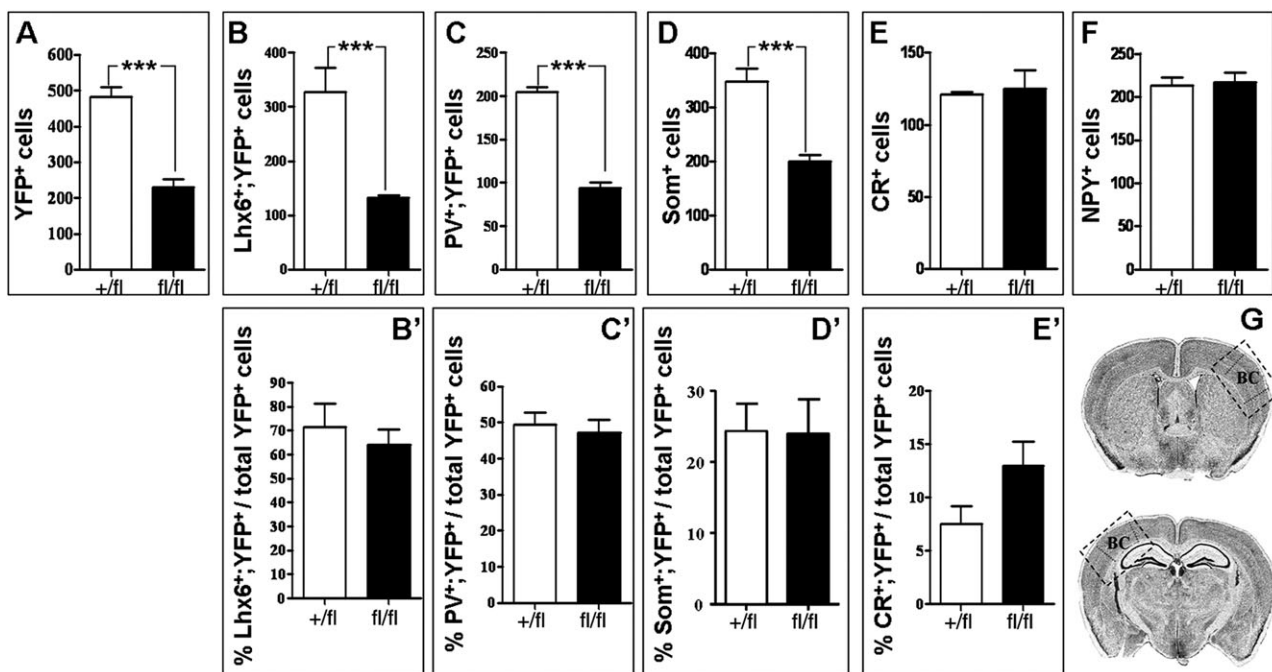 A
YFP⁺ cells
600
500
400
300
200
100
0
***
+/fl
fl/fl
B
Lhx6⁺;YFP⁺ cells
400
300
200
100
0
***
+/fl
fl/fl
C
PV⁺;YFP⁺ cells
250
200
150
100
50
0
***
+/fl
fl/fl
D
Som⁺ cells
400
300
200
100
0
***
+/fl
fl/fl
E
CR⁺ cells
150
100
50
0
+/fl
fl/fl
F
NPY⁺ cells
250
200
150
100
50
0
+/fl
fl/fl
B’
% Lhx6⁺;YFP⁺ / total YFP⁺ cells
90
80
70
60
50
40
30
20
10
0
+/fl
fl/fl
C’
% PV⁺;YFP⁺ / total YFP⁺ cells
60
50
40
30
20
10
0
+/fl
fl/fl
D’
% Som⁺;YFP⁺ / total YFP⁺ cells
30
20
10
0
+/fl
fl/fl
E’
% CR⁺;YFP⁺ / total YFP⁺ cells
20
15
10
5
0
+/fl
fl/fl
G
BC
BC